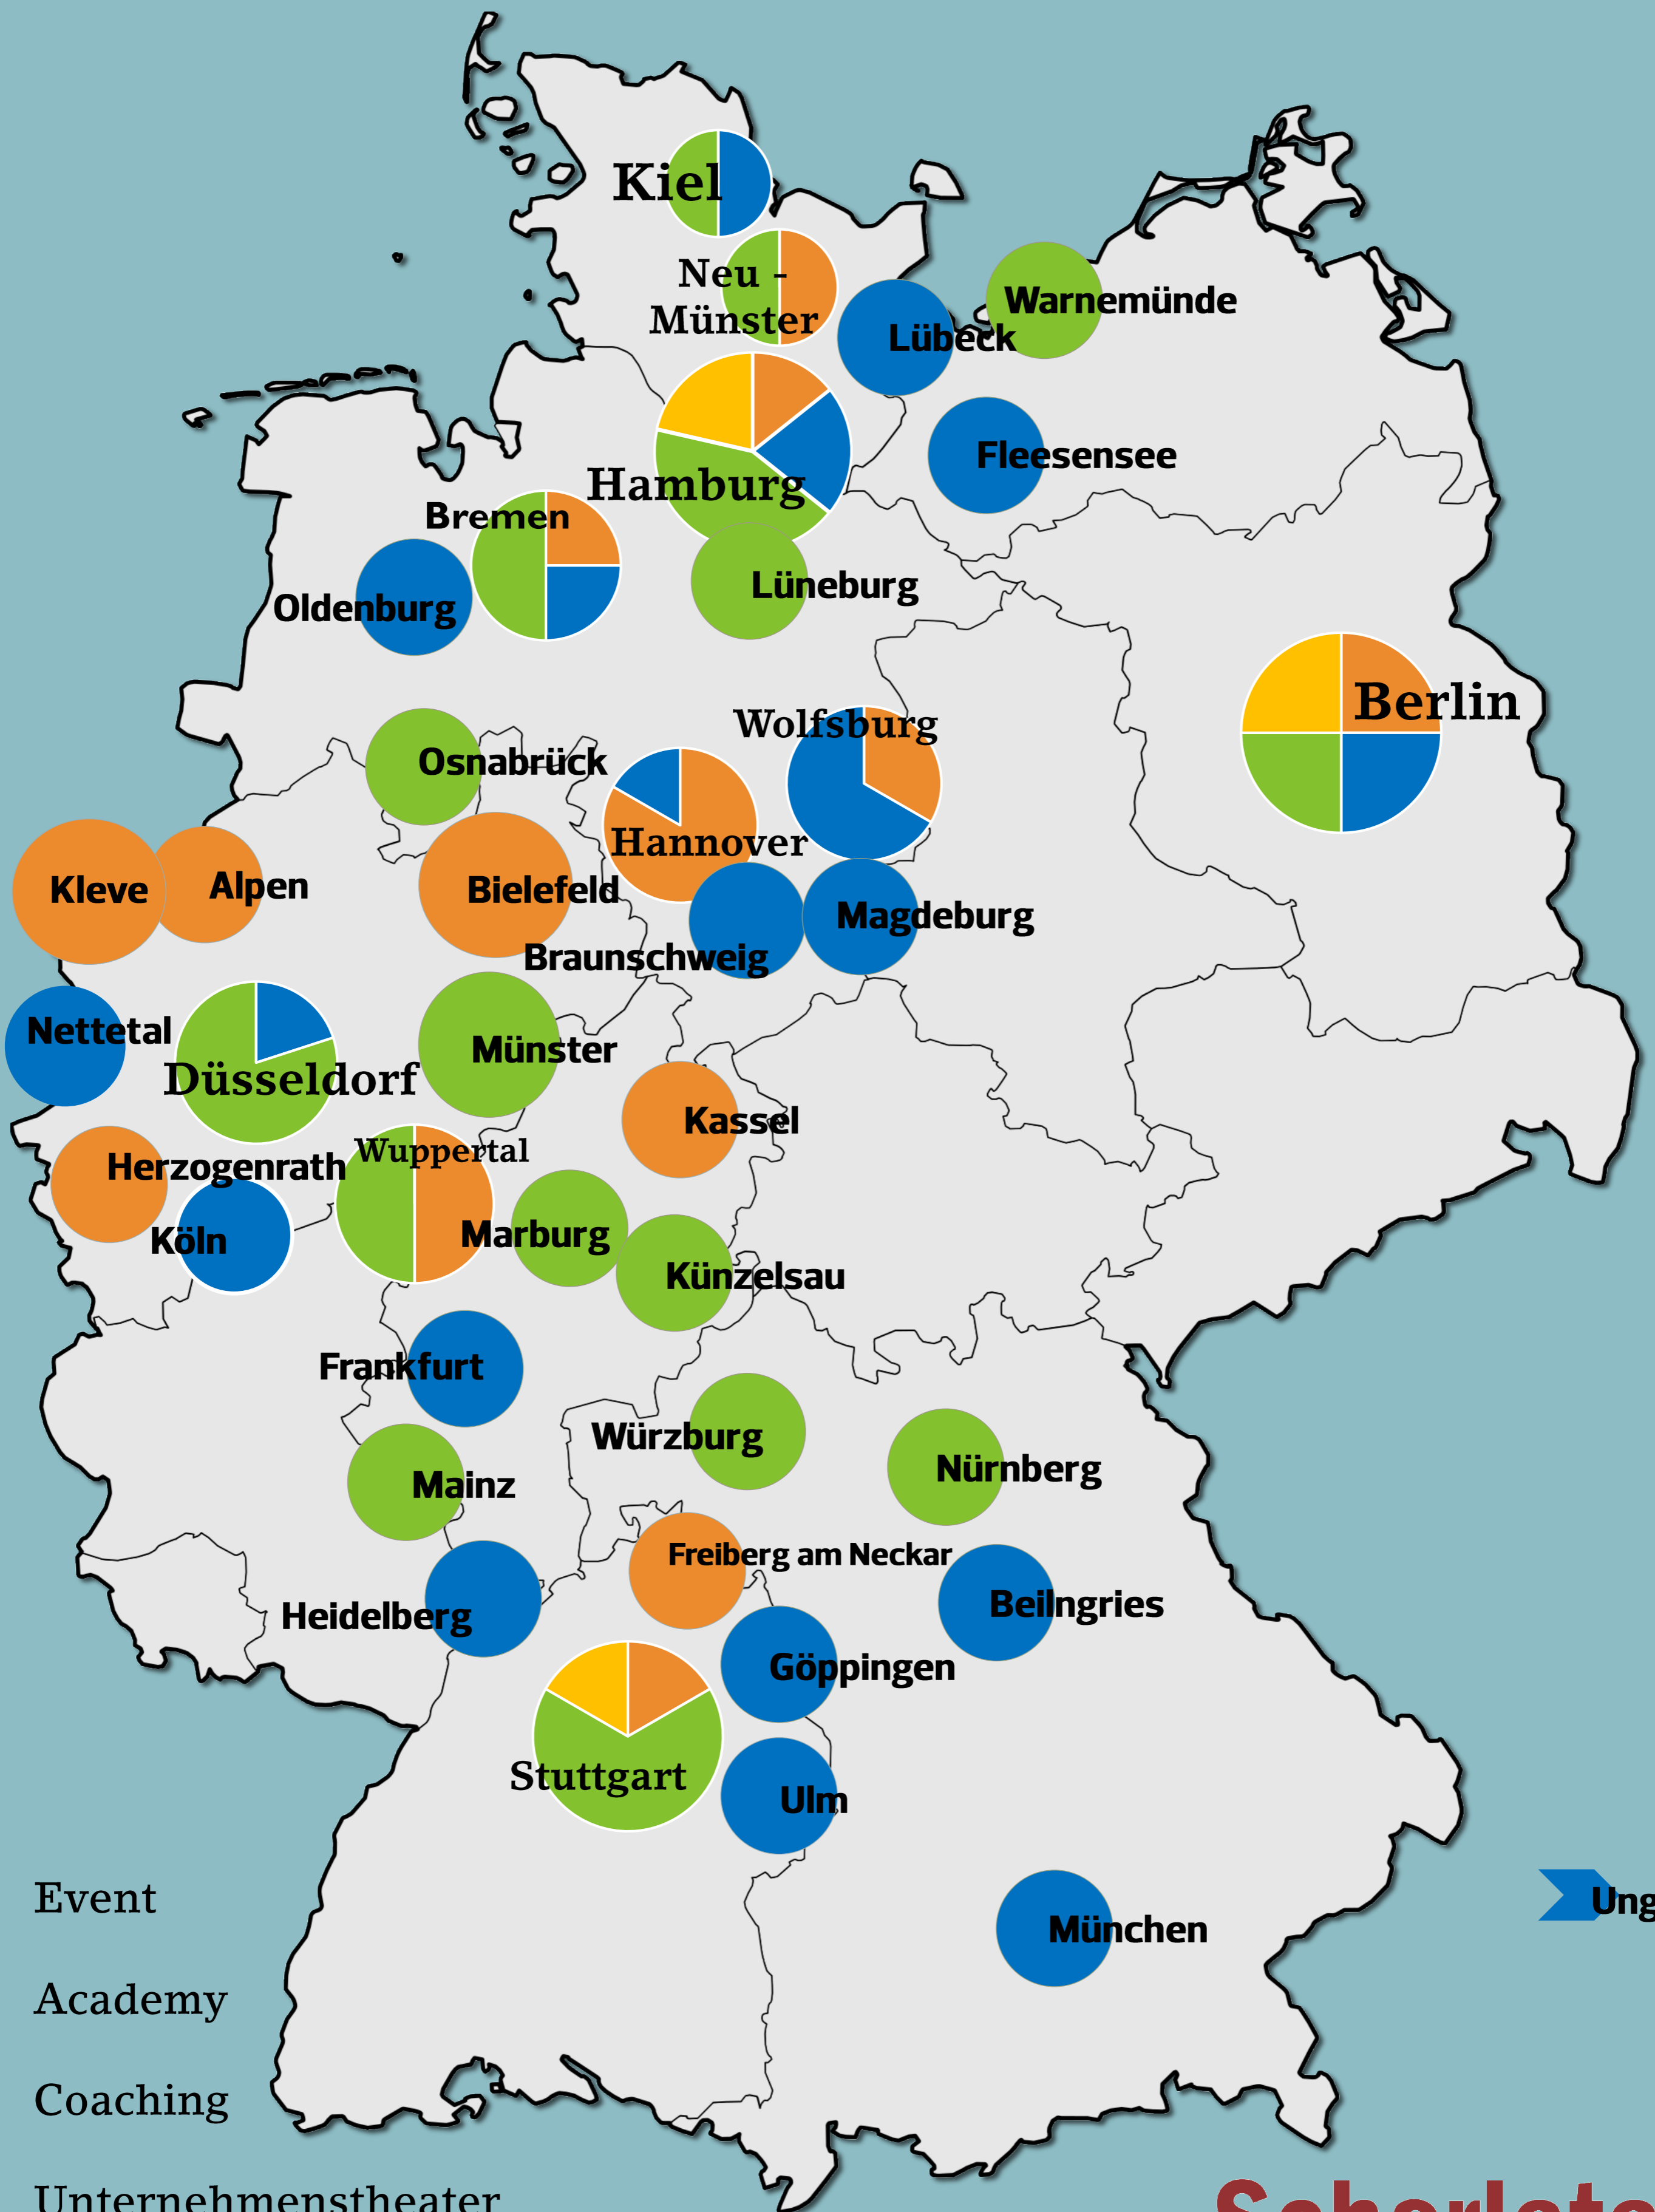 Kiel
Neu -
Münster
Warnemünde
Lübeck
Fleesensee
Hamburg
Bremen
Lüneburg
Oldenburg
Berlin
Wolfsburg
Osnabrück
Hannover
Kleve
Alpen
Bielefeld
Magdeburg
Braunschweig
Nettetal
Münster
Düsseldorf
Kassel
Wuppertal
Herzogenrath
Marburg
Köln
Künzelsau
Frankfurt
Würzburg
Nürnberg
Mainz
Freiberg am Neckar
Beilngries
Heidelberg
Göppingen
Stuttgart
Ulm
Event
Ung
München
Academy
Coaching
Unternehmenstheater